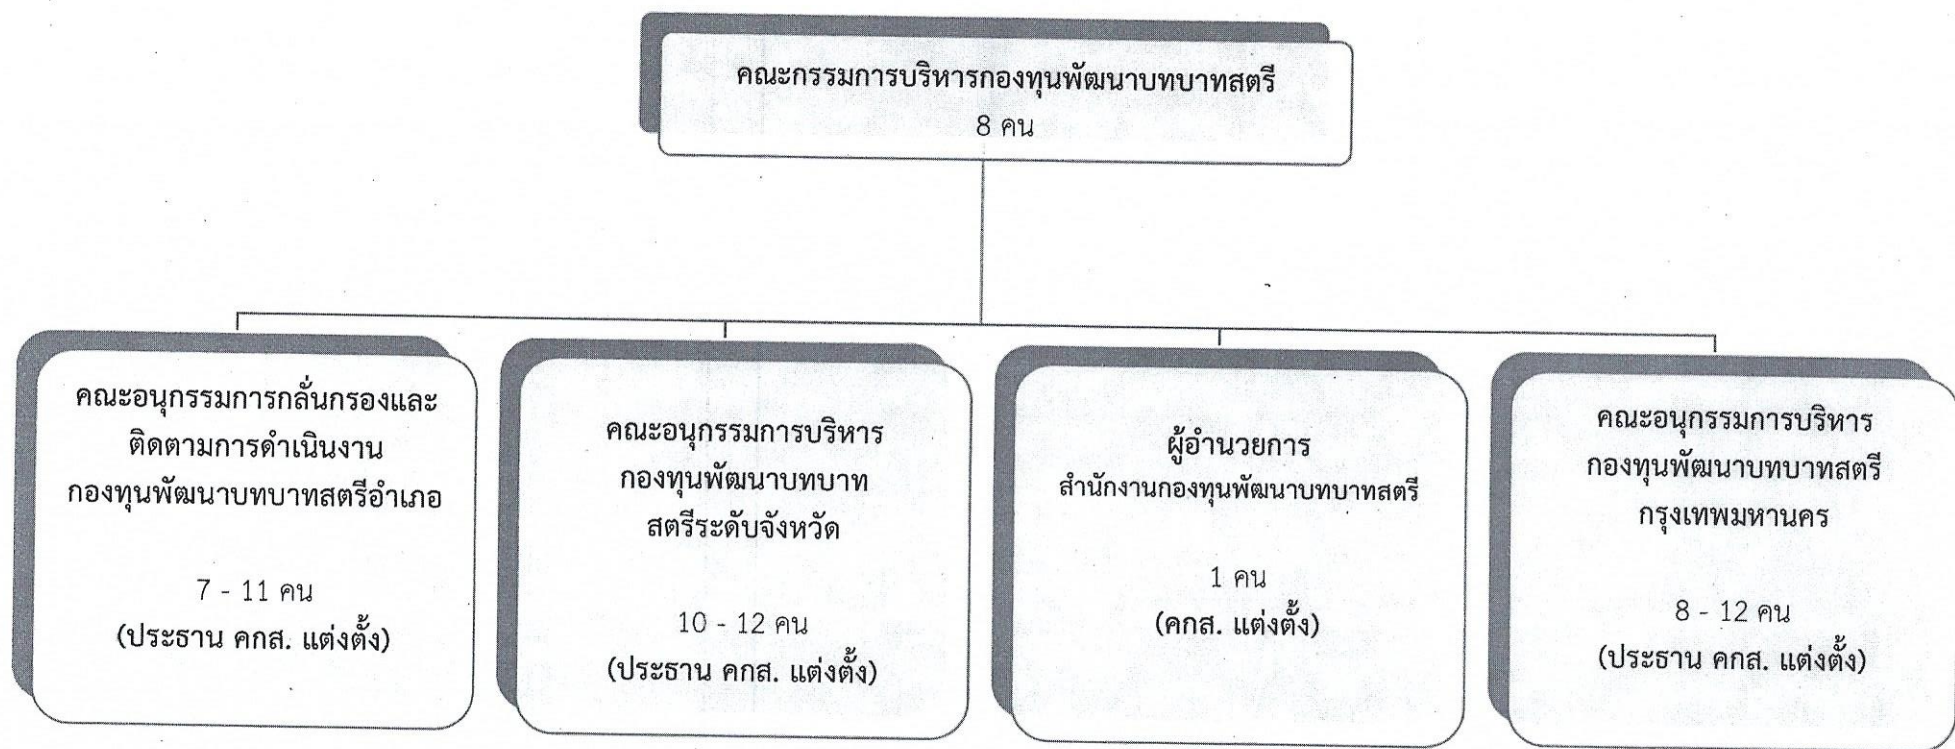 คณะกรรมการบริหารกองทุนพัฒนาบทบาทสตรี
8 คน
คณะอนุกรรมการกลั่นกรองและ
ติดตามการดำเนินงาน
กองทุนพัฒนาบทบาทสตรีอำเภอ
7 - 11 คน
(ประธาน คกส. แต่งตั้ง)
คณะอนุกรรมการบริหาร
กองทุนพัฒนาบทบาท
สตรีระดับจังหวัด
10 - 12 คน
(ประธาน คกส. แต่งตั้ง)
ผู้อำนวยการ
สำนักงานกองทุนพัฒนาบทบาทสตรี
1 คน
(คกส. แต่งตั้ง)
คณะอนุกรรมการบริหาร
กองทุนพัฒนาบทบาทสตรี
กรุงเทพมหานคร
8 - 12 คน
(ประธาน คกส. แต่งตั้ง)